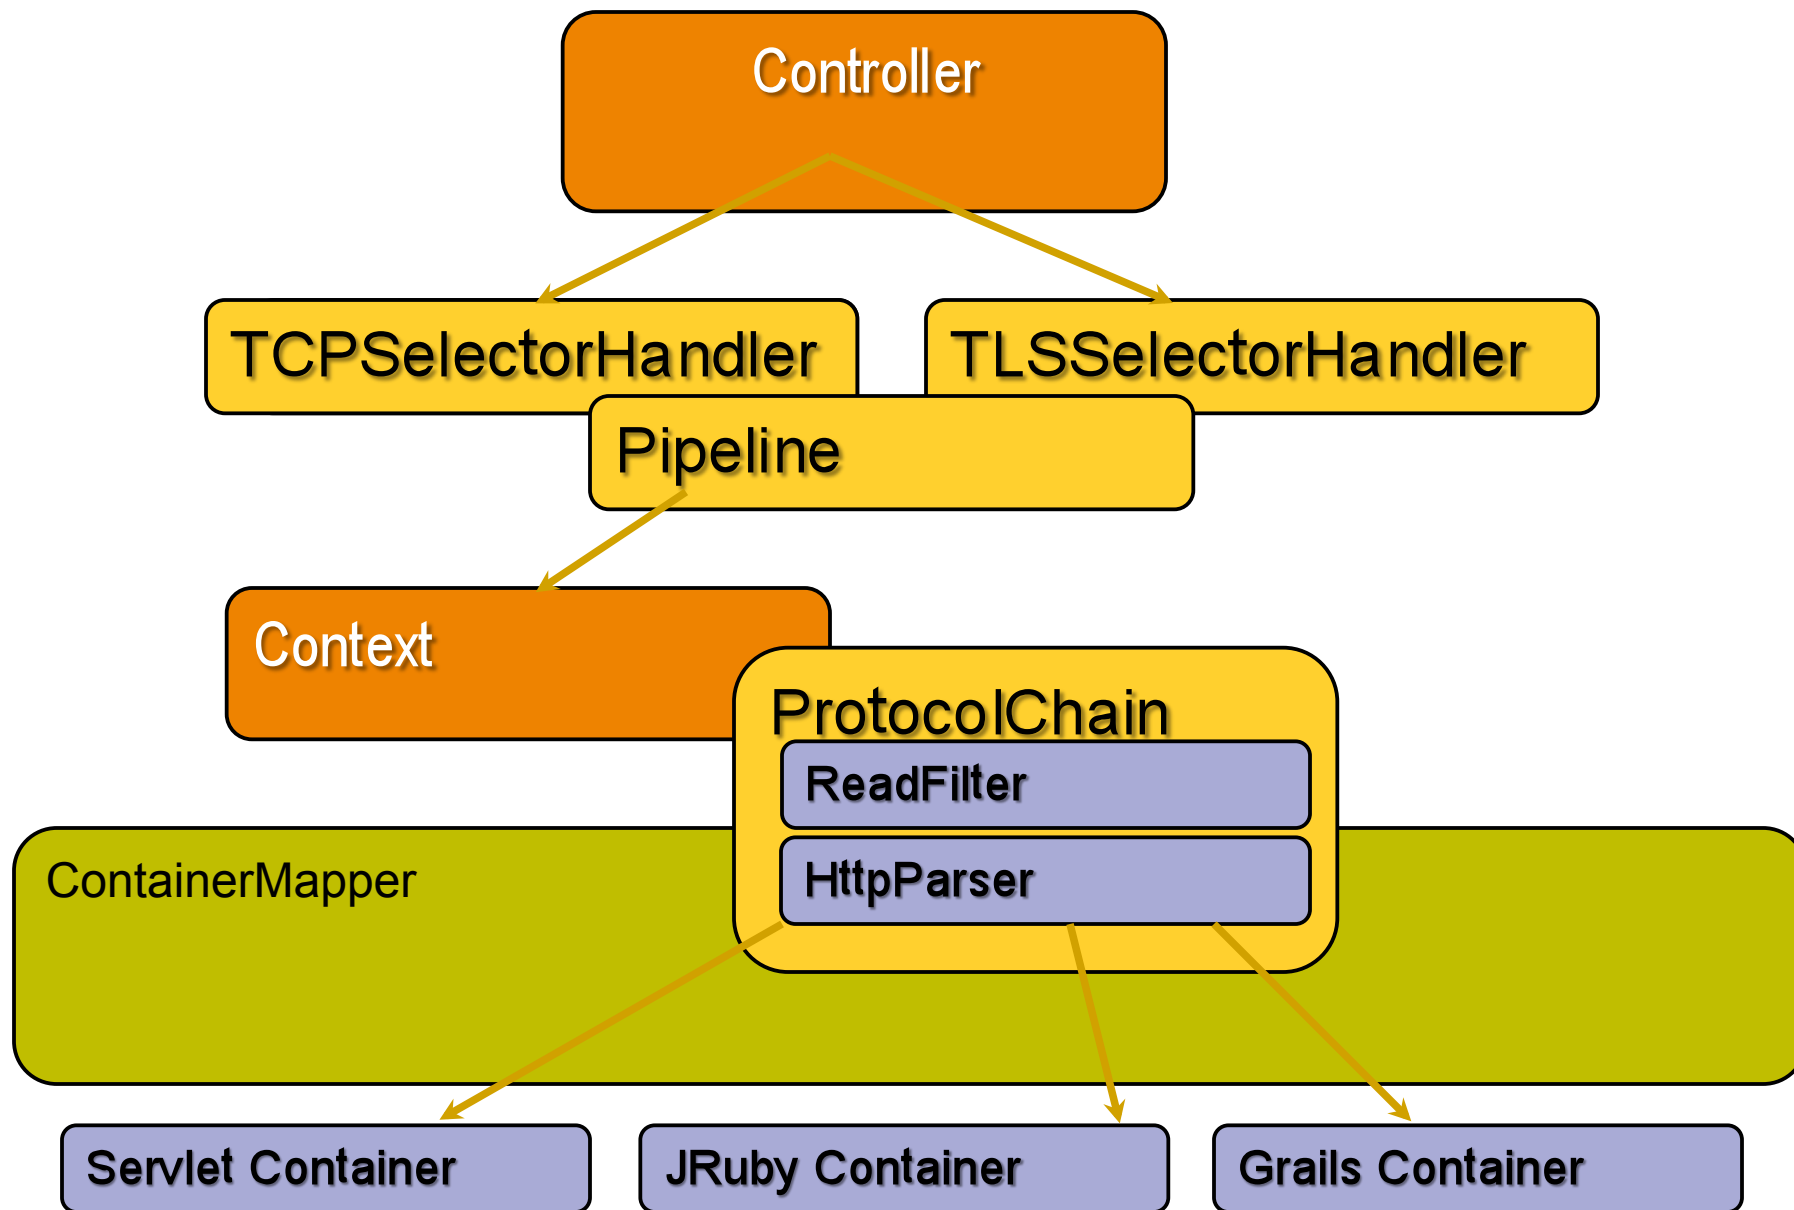 Controller
TCPSelectorHandler
TLSSelectorHandler
Pipeline
Context
ProtocolChain
ReadFilter
ContainerMapper
HttpParser
Servlet Container
JRuby Container
Grails Container